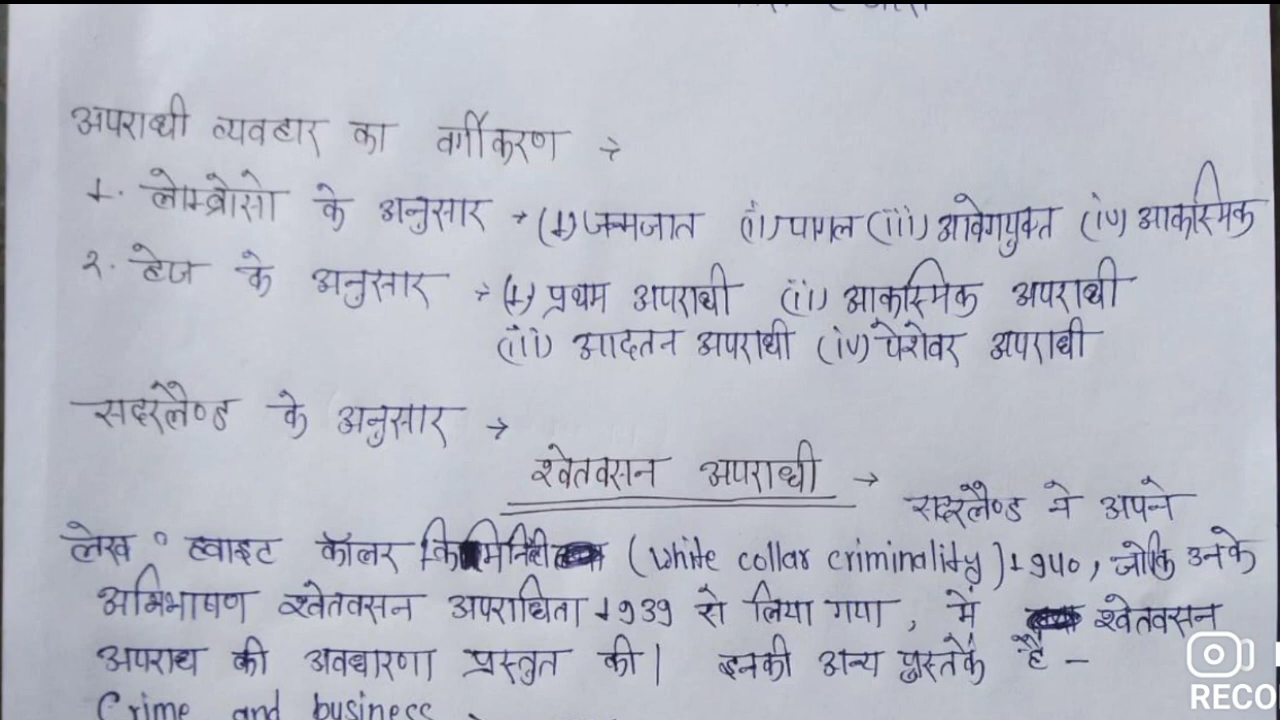 अपराधी व्यवहार का वर्गीकरण →
1. लोम्ब्रोसो के अनुसार → (1) जन्मजात (ii) पागल (iii) आवेगयुक्त (iv) आकस्मिक
२. हेज के अनुसार → (1) प्रथम अपराधी (ii) आकस्मिक अपराधी
(iii) आदतन अपराधी (iv) पेशेवर अपराधी
सदरलैण्ड के अनुसार →
श्वेतवसन अपराधी → सदरलैण्ड ने अपने
लेख ० ह्वाइट कॉलर (White collar criminality) 1940, जोकि उनके
अभिभाषण श्वेतवसन अपराधिता 1939 से लिया गया, में श्वेतवसन
अपराध की अवधारणा प्रस्तुत की | इनकी अन्य पुस्तकें हैं -
Crime and business
RECO